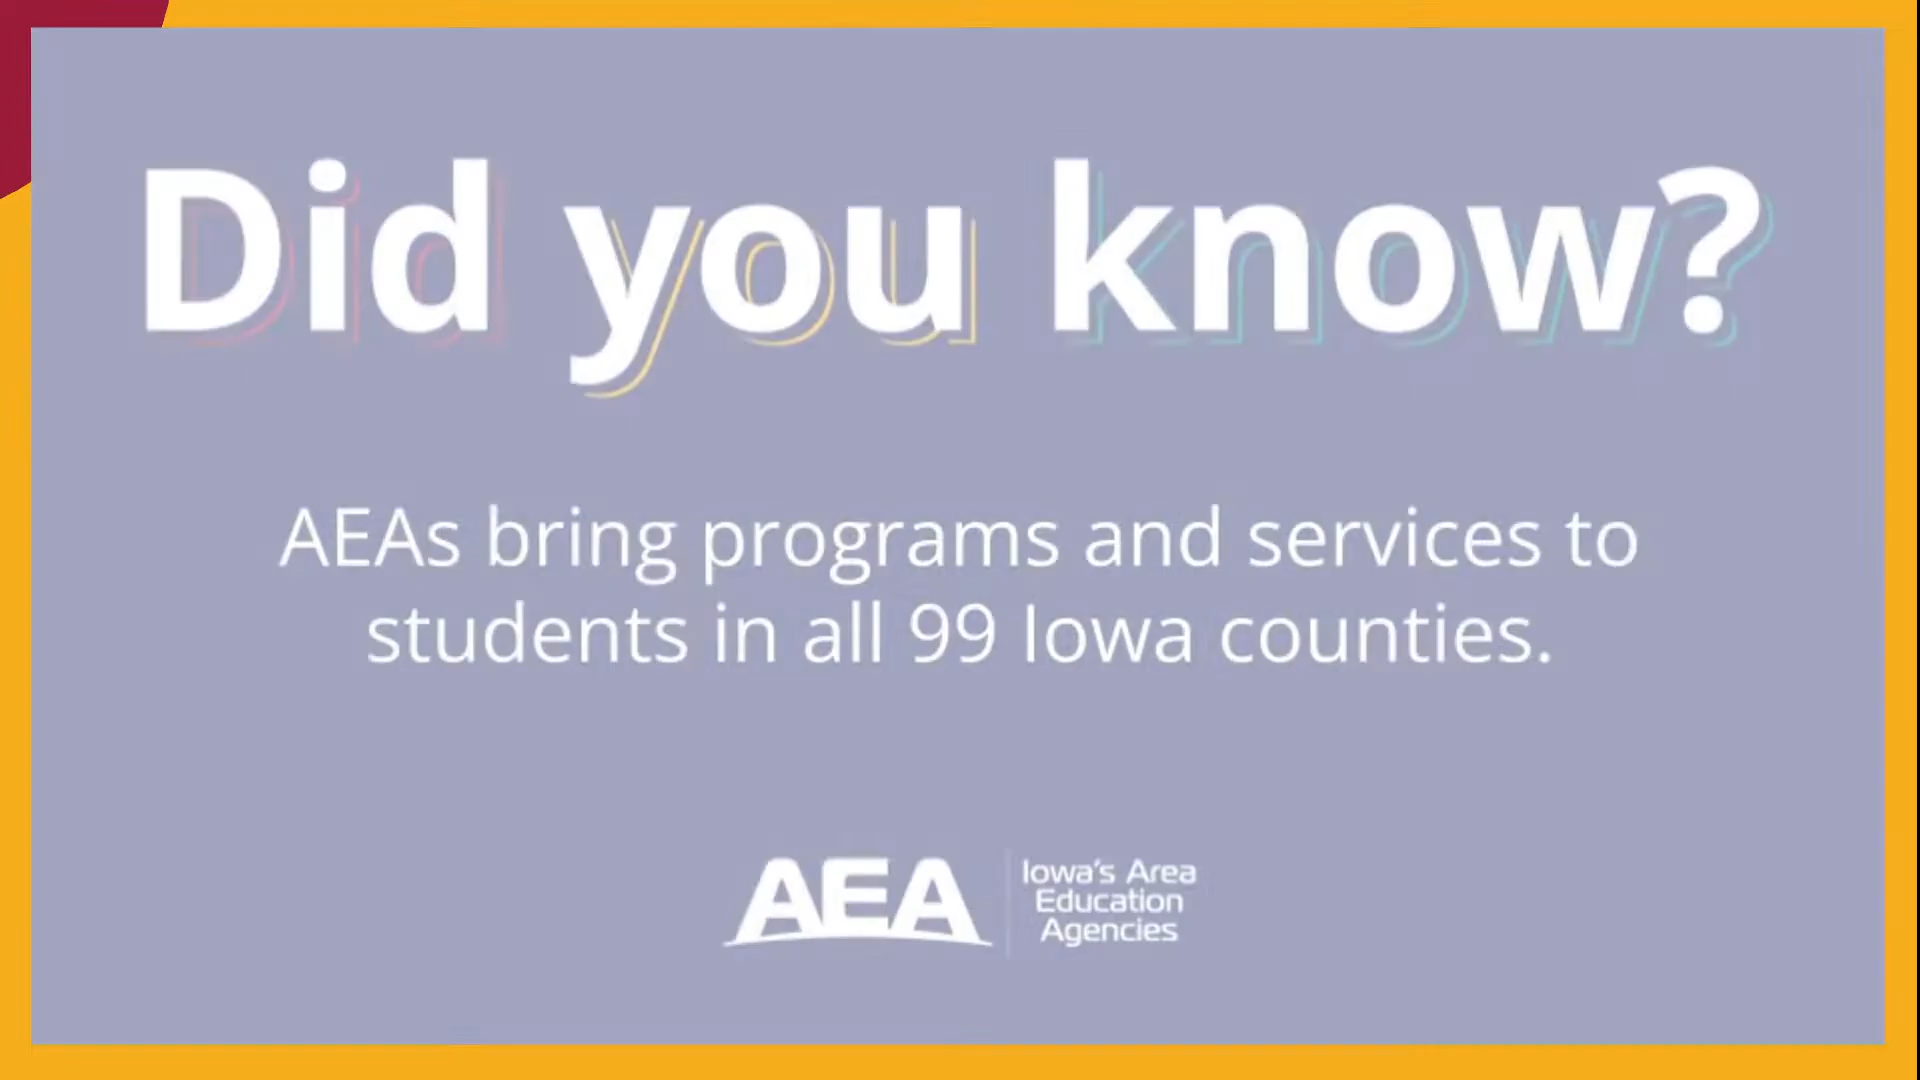 Did you know?
AEAs bring programs and services to
students in all 99 Iowa counties.
AEA
Iowa's Area
Education
Agencies